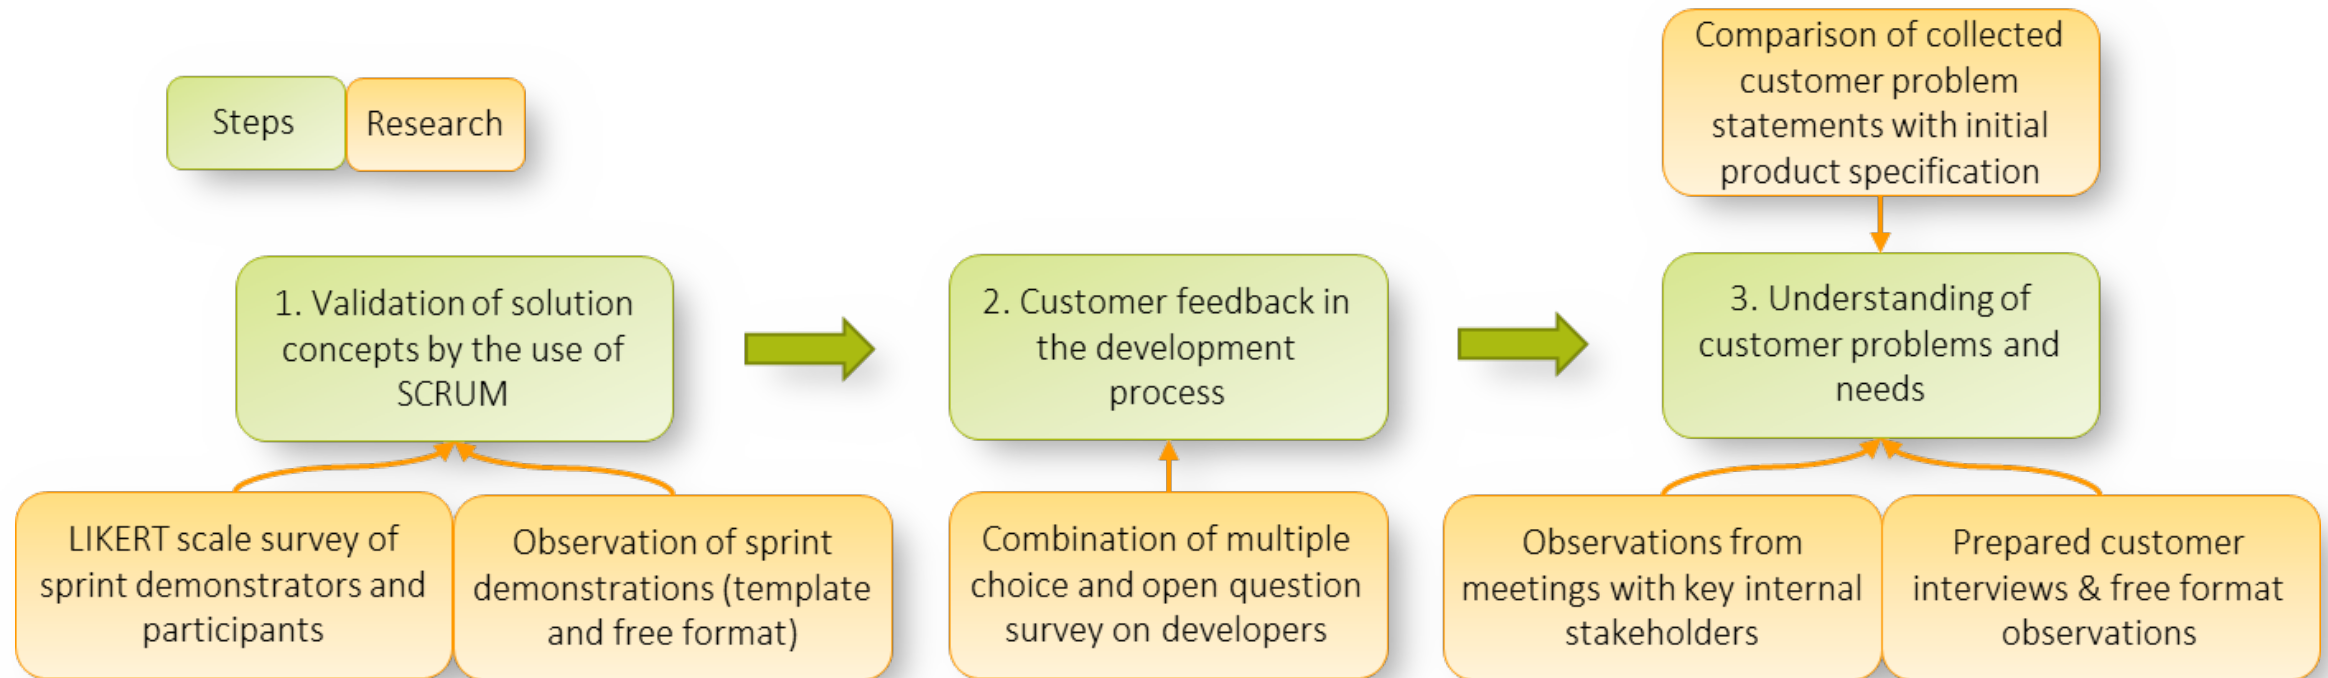 Steps
Research
Comparison of collected
customer problem
statements with initial
product specification
1. Validation of solution
concepts by the use of
SCRUM
2. Customer feedback in
the development
process
3. Understanding of
customer problems and
needs
LIKERT scale survey of
sprint demonstrators and
participants
Observation of sprint
demonstrations (template
and free format)
Combination of multiple
choice and open question
survey on developers
Observations from
meetings with key internal
stakeholders
Prepared customer
interviews & free format
observations